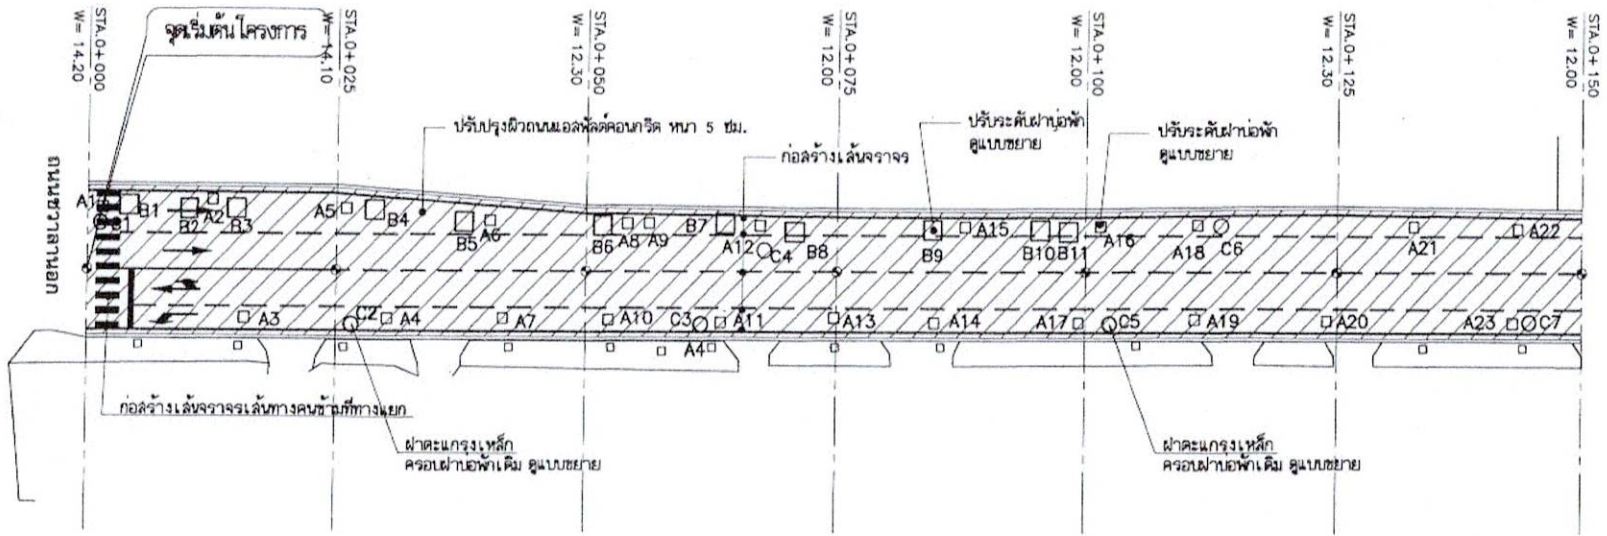 STA.0+000
W= 14.20
STA.0+025
W= 14.10
STA.0+050
W= 12.30
STA.0+075
W= 12.00
STA.0+100
W= 12.00
STA.0+125
W= 12.30
STA.0+150
W= 12.00
จุดเริ่มต้นโครงการ
ปรับปรุงผิวถนนแอสฟัลต์คอนกรีต หนา 5 ซม.
ก่อสร้างเส้นจราจร
ปรับระดับฝาบ่อพัก
ดูแบบขยาย
ปรับระดับฝาบ่อพัก
ดูแบบขยาย
A1
B1
B1
B2
A2
B3
A5
B4
B5
A6
B6
A8
A9
B7
A12
C4
B8
B9
A15
B10
B11
A16
A18
C6
A21
A22
A3
C2
A4
A7
A10
C3
A11
A13
A14
A17
C5
A19
A20
A23
C7
A4
ก่อสร้างเส้นจราจรเส้นทางคนข้ามที่ทางแยก
ฝาตะแกรงเหล็ก
ครอบฝาบ่อพักเดิม ดูแบบขยาย
ฝาตะแกรงเหล็ก
ครอบฝาบ่อพักเดิม ดูแบบขยาย